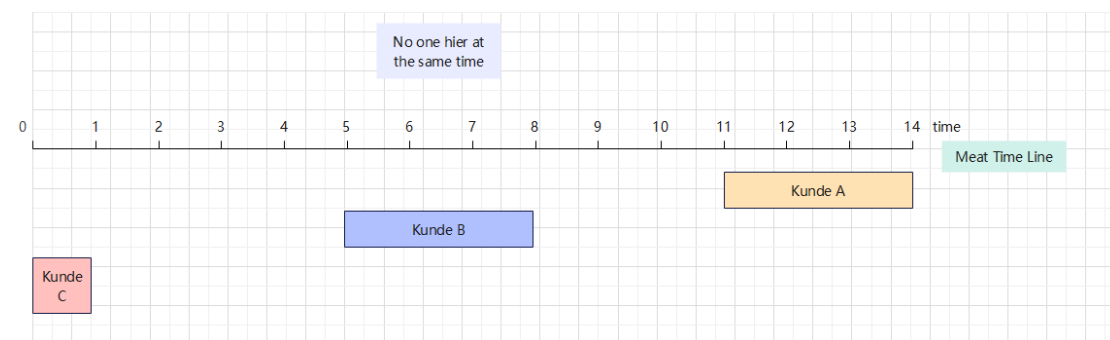 No one hier at
the same time
0 1 2 3 4 5 6 7 8 9 10 11 12 13 14 time
Meat Time Line
Kunde A
Kunde B
Kunde
C